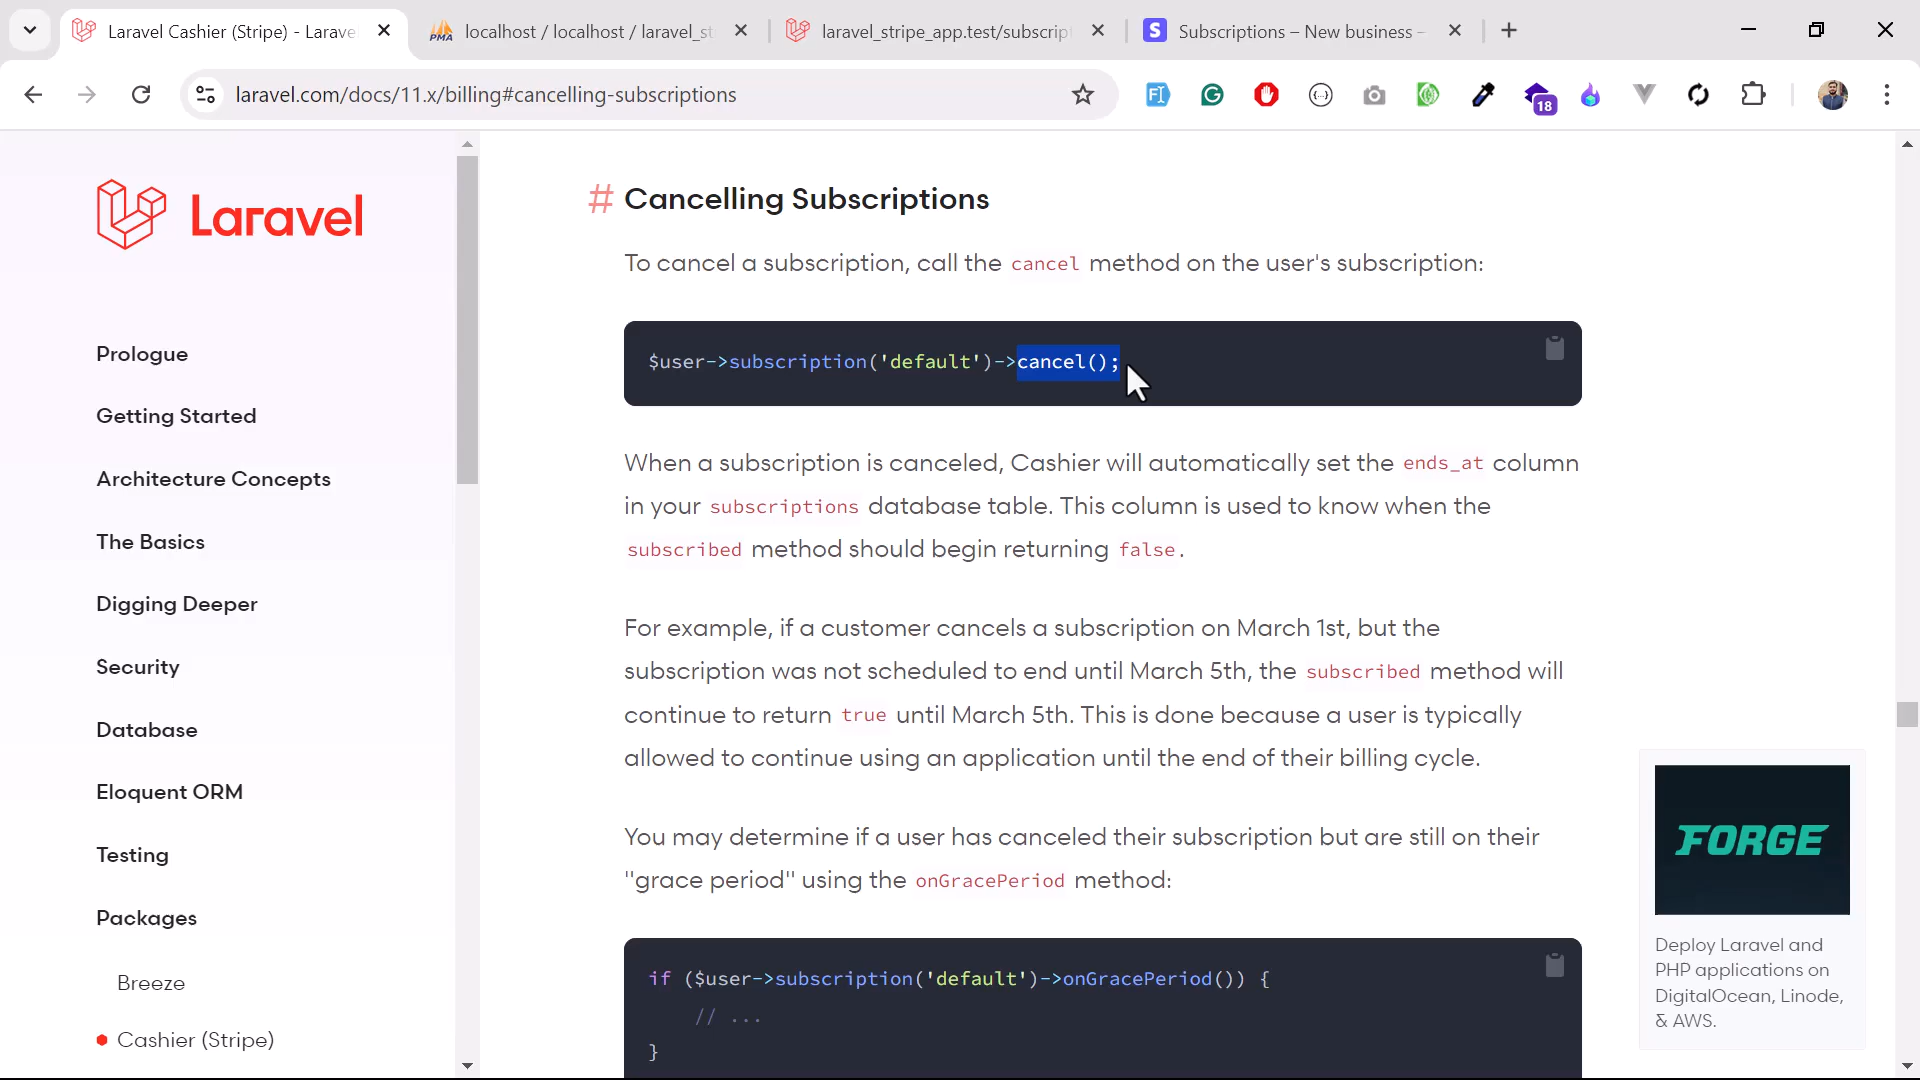 Laravel Cashier (Stripe) - Larave
localhost / localhost / laravel_st
laravel_stripe_app.test/subscript
Subscriptions – New business –
laravel.com/docs/11.x/billing#cancelling-subscriptions
18
Laravel
Prologue
Getting Started
Architecture Concepts
The Basics
Digging Deeper
Security
Database
Eloquent ORM
Testing
Packages
Breeze
Cashier (Stripe)
# Cancelling Subscriptions
To cancel a subscription, call the cancel method on the user's subscription:
$user->subscription('default')->cancel();
When a subscription is canceled, Cashier will automatically set the ends_at column
in your subscriptions database table. This column is used to know when the
subscribed method should begin returning false.
For example, if a customer cancels a subscription on March 1st, but the
subscription was not scheduled to end until March 5th, the subscribed method will
continue to return true until March 5th. This is done because a user is typically
allowed to continue using an application until the end of their billing cycle.
You may determine if a user has canceled their subscription but are still on their
"grace period" using the onGracePeriod method:
if ($user->subscription('default')->onGracePeriod()) {
// ...
}
FORGE
Deploy Laravel and
PHP applications on
DigitalOcean, Linode,
& AWS.